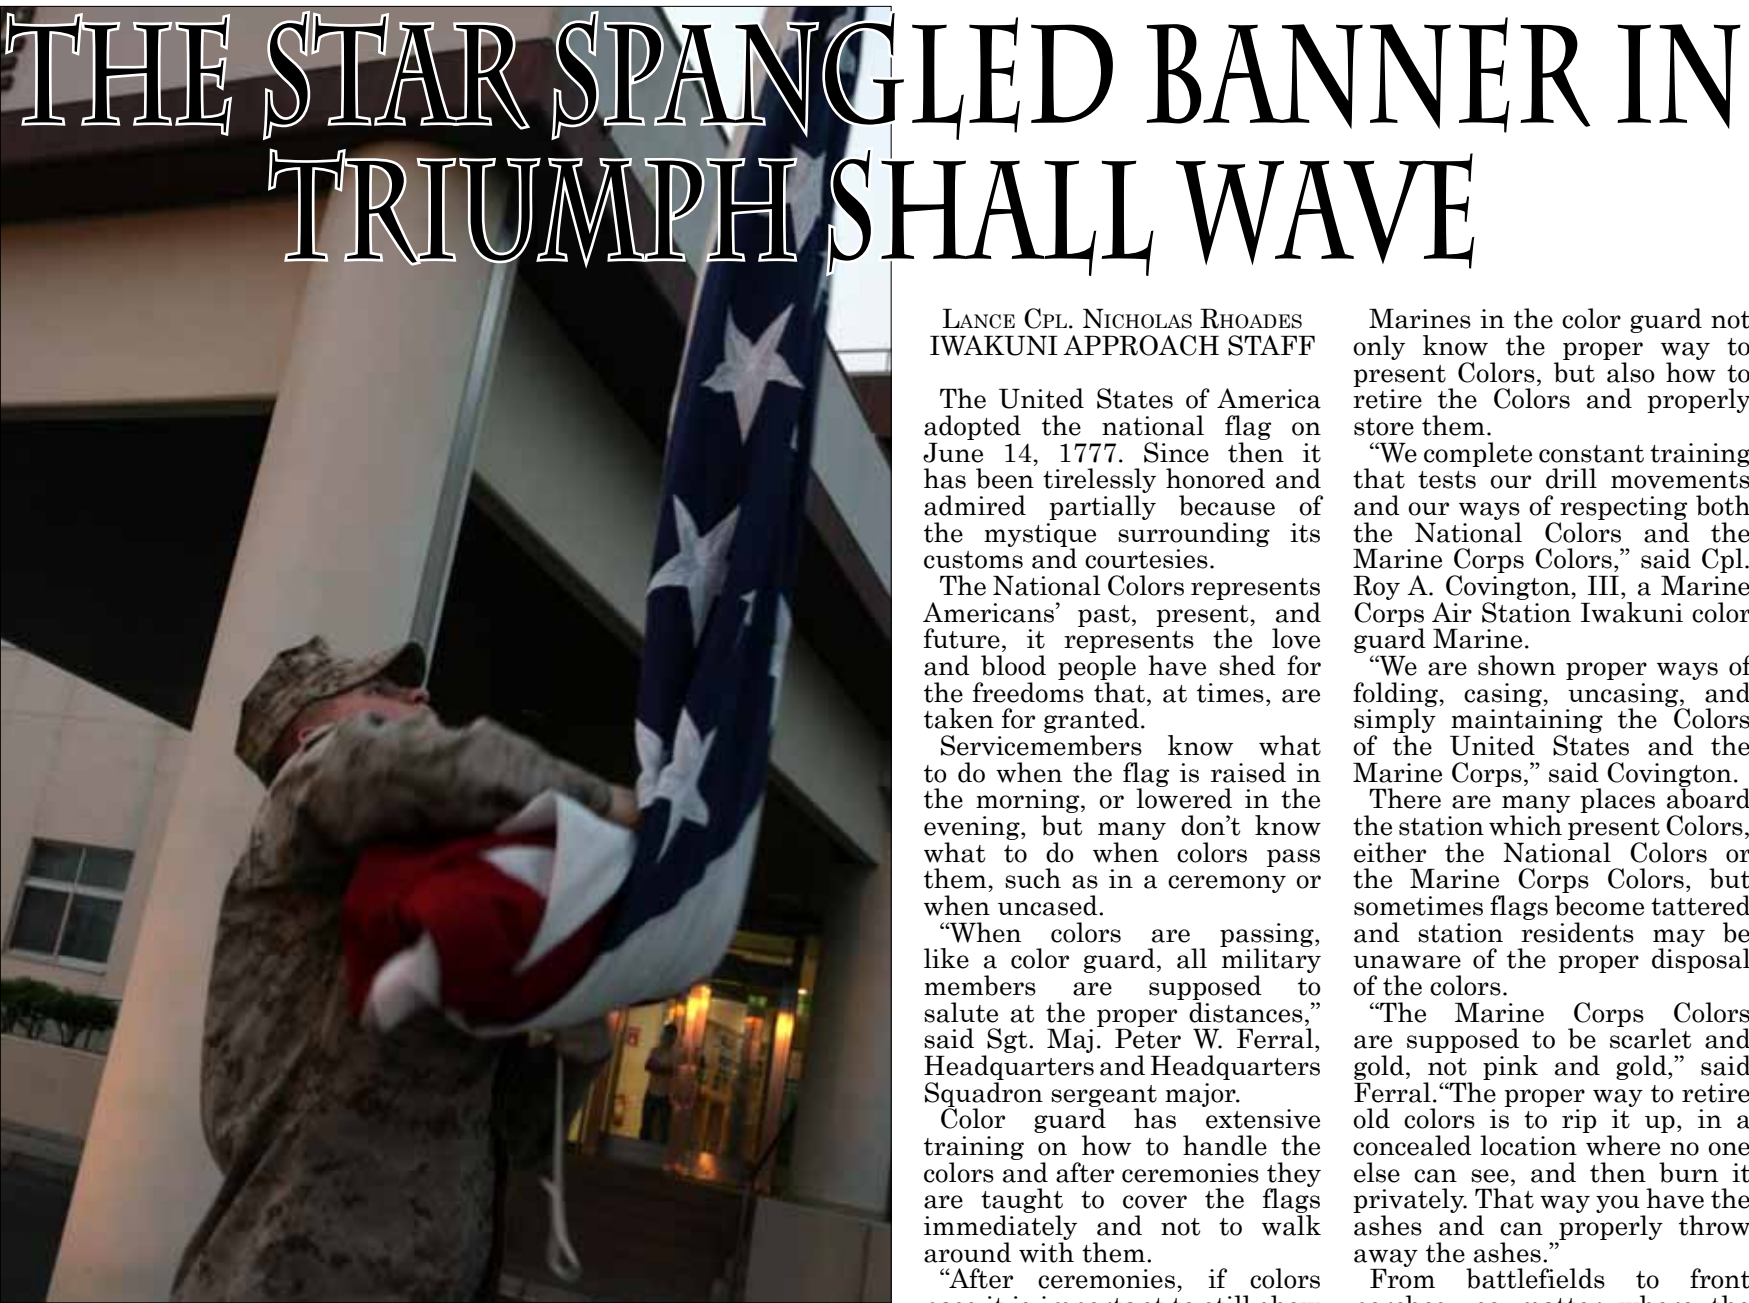 THE STAR SPANGLED BANNER IN
TRIUMPH SHALL WAVE
LANCE CPL. NICHOLAS RHOADES
IWAKUNI APPROACH STAFF
The United States of America
adopted the national flag on
June 14, 1777. Since then it
has been tirelessly honored and
admired partially because of
the mystique surrounding its
customs and courtesies.
The National Colors represents
Americans’ past, present, and
future, it represents the love
and blood people have shed for
the freedoms that, at times, are
taken for granted.
Servicemembers know what
to do when the flag is raised in
the morning, or lowered in the
evening, but many don’t know
what to do when colors pass
them, such as in a ceremony or
when uncased.
“When colors are passing,
like a color guard, all military
members are supposed to
salute at the proper distances,”
said Sgt. Maj. Peter W. Ferral,
Headquarters and Headquarters
Squadron sergeant major.
Color guard has extensive
training on how to handle the
colors and after ceremonies they
are taught to cover the flags
immediately and not to walk
around with them.
“After ceremonies, if colors
Marines in the color guard not
only know the proper way to
present Colors, but also how to
retire the Colors and properly
store them.
“We complete constant training
that tests our drill movements
and our ways of respecting both
the National Colors and the
Marine Corps Colors,” said Cpl.
Roy A. Covington, III, a Marine
Corps Air Station Iwakuni color
guard Marine.
“We are shown proper ways of
folding, casing, uncasing, and
simply maintaining the Colors
of the United States and the
Marine Corps,” said Covington.
There are many places aboard
the station which present Colors,
either the National Colors or
the Marine Corps Colors, but
sometimes flags become tattered
and station residents may be
unaware of the proper disposal
of the colors.
“The Marine Corps Colors
are supposed to be scarlet and
gold, not pink and gold,” said
Ferral.“The proper way to retire
old colors is to rip it up, in a
concealed location where no one
else can see, and then burn it
privately. That way you have the
ashes and can properly throw
away the ashes.”
From battlefields to front